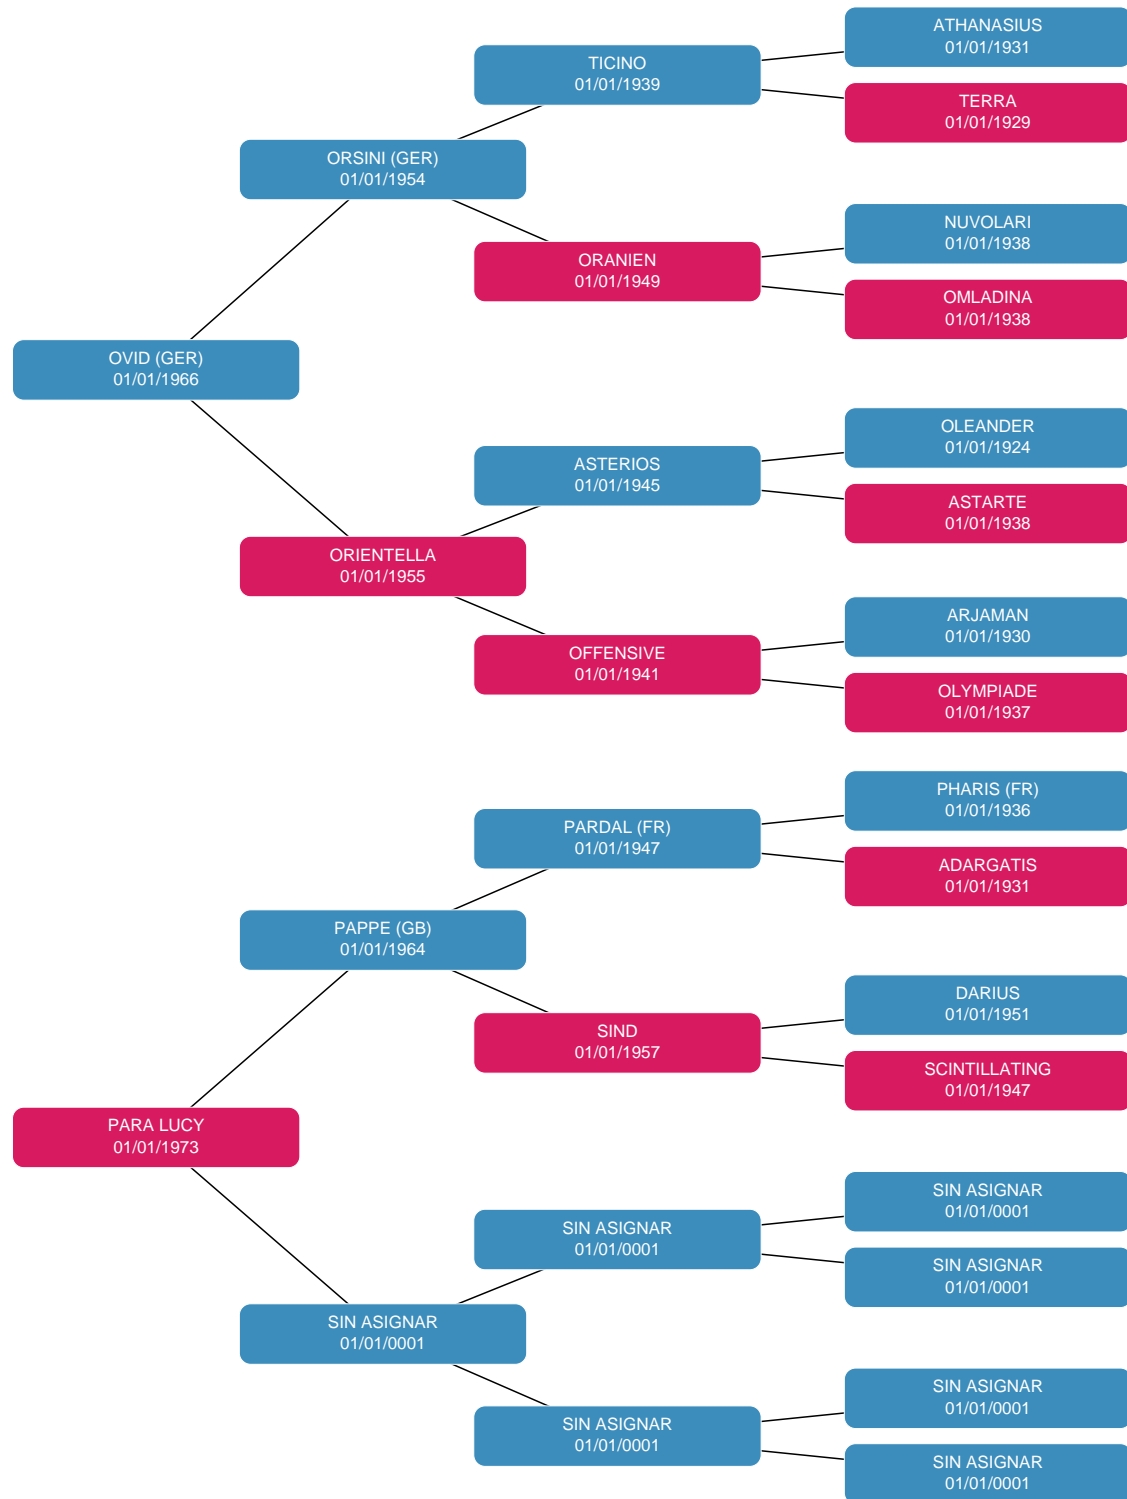 ATHANASIUS
01/01/1931
TICINO
01/01/1939
TERRA
01/01/1929
ORSINI (GER)
01/01/1954
NUVOLARI
01/01/1938
ORANIEN
01/01/1949
OMLADINA
01/01/1938
OVID (GER)
01/01/1966
OLEANDER
01/01/1924
ASTERIOS
01/01/1945
ASTARTE
01/01/1938
ORIENTELLA
01/01/1955
ARJAMAN
01/01/1930
OFFENSIVE
01/01/1941
OLYMPIADE
01/01/1937
PHARIS (FR)
01/01/1936
PARDAL (FR)
01/01/1947
ADARGATIS
01/01/1931
PAPPE (GB)
01/01/1964
DARIUS
01/01/1951
SIND
01/01/1957
SCINTILLATING
01/01/1947
PARA LUCY
01/01/1973
SIN ASIGNAR
01/01/0001
SIN ASIGNAR
01/01/0001
SIN ASIGNAR
01/01/0001
SIN ASIGNAR
01/01/0001
SIN ASIGNAR
01/01/0001
SIN ASIGNAR
01/01/0001
SIN ASIGNAR
01/01/0001